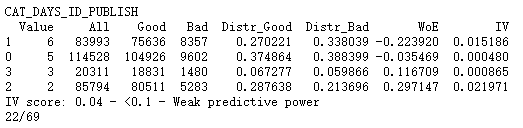 CAT_DAYS_ID_PUBLISH
Value All Good Bad Distr_Good Distr_Bad WoE IV
1 6 83993 75636 8357 0.270221 0.338039 -0.223920 0.015186
0 5 114528 104926 9602 0.374864 0.388399 -0.035469 0.000480
3 3 20311 18831 1480 0.067277 0.059866 0.116709 0.000865
2 2 85794 80511 5283 0.287638 0.213696 0.297147 0.021971
IV score: 0.04 - <0.1 - Weak predictive power
22/69